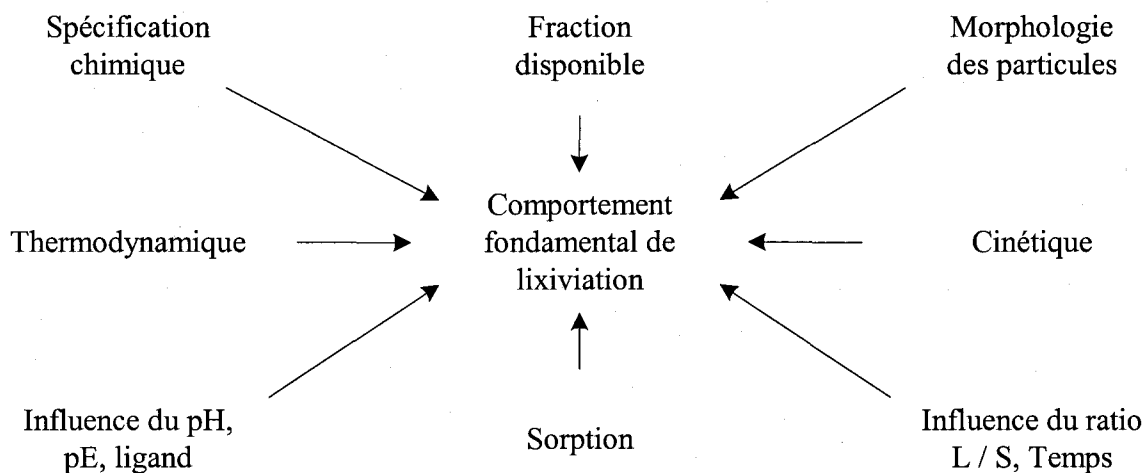 Spécification
chimique
Fraction
disponible
Morphologie
des particules
Thermodynamique
Comportement
fondamental de
lixiviation
Cinétique
Influence du pH,
pE, ligand
Sorption
Influence du ratio
L / S, Temps